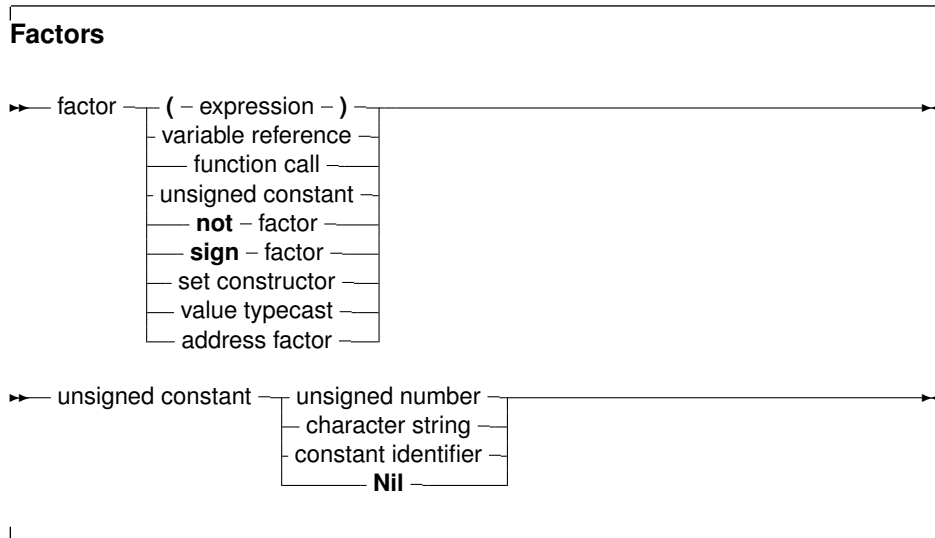 Factors
factor ( expression )
variable reference
function call
unsigned constant
not factor
sign factor
set constructor
value typecast
address factor
unsigned constant unsigned number
character string
constant identifier
Nil